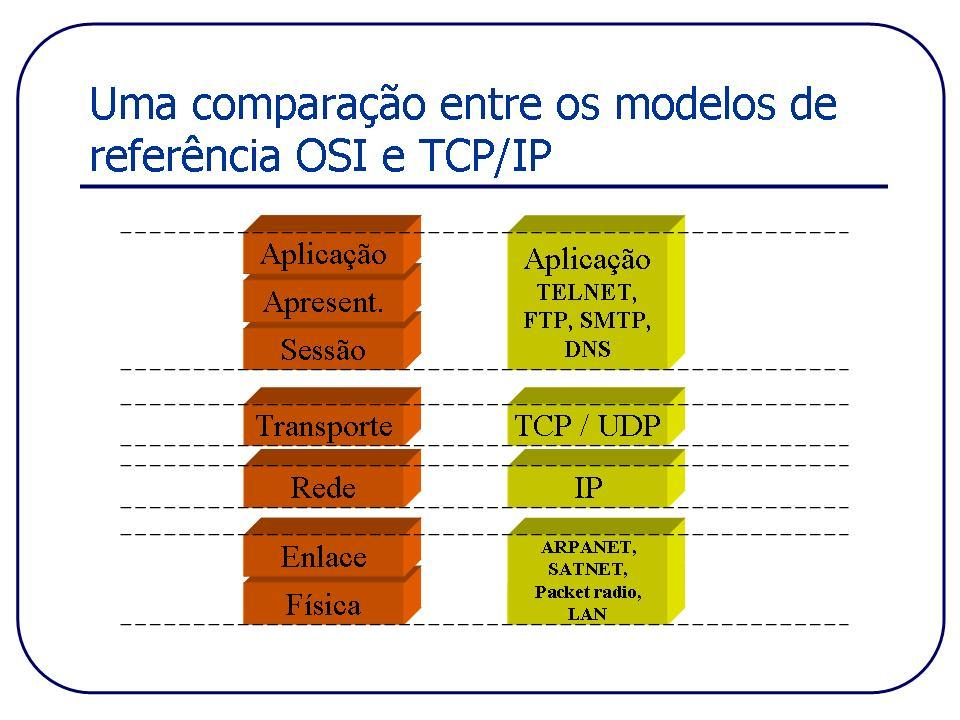 Uma comparação entre os modelos de
referência OSI e TCP/IP
Aplicação
Apresent.
Sessão
Transporte
Rede
Enlace
Física
Aplicação
TELNET,
FTP, SMTP,
DNS
TCP / UDP
IP
ARPANET,
SATNET,
Packet radio,
LAN